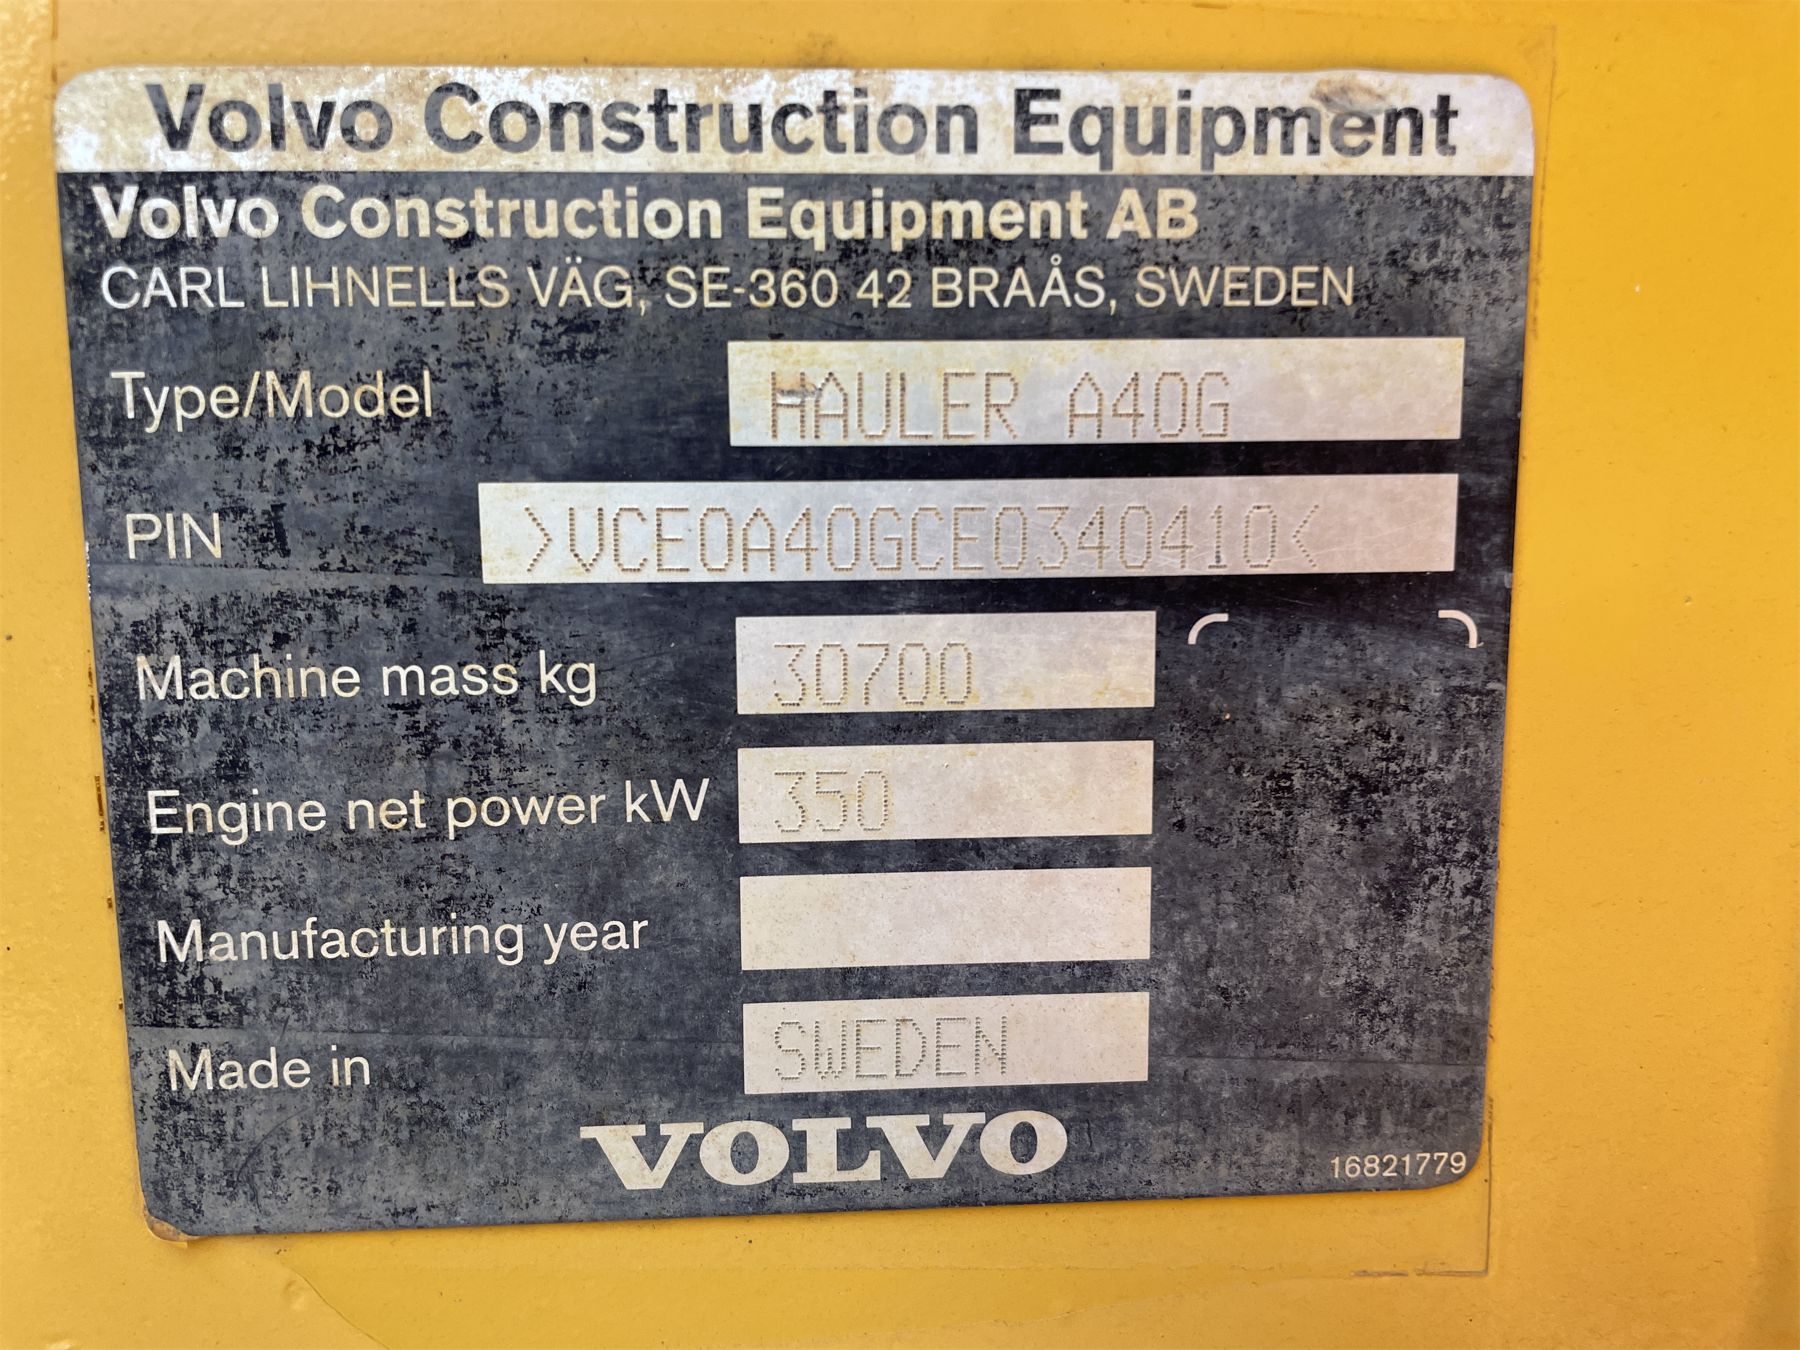 Volvo Construction Equipment
Volvo Construction Equipment AB
CARL LIHNELLS VÄG, SE-360 42 BRAÅS, SWEDEN
Type/Model HAULER A40G
PIN >VCE0A40GCE0340410<
Machine mass kg 30700
Engine net power kW 350
Manufacturing year
Made in SWEDEN
VOLVO
16821779